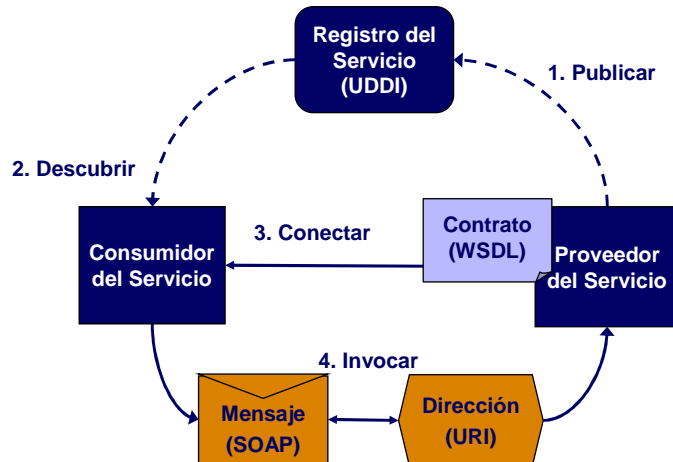 Registro del
Servicio
(UDDI)
1. Publicar
2. Descubrir
Contrato
(WSDL)
3. Conectar
Consumidor
del Servicio
Proveedor
del Servicio
4. Invocar
Mensaje
(SOAP)
Dirección
(URI)